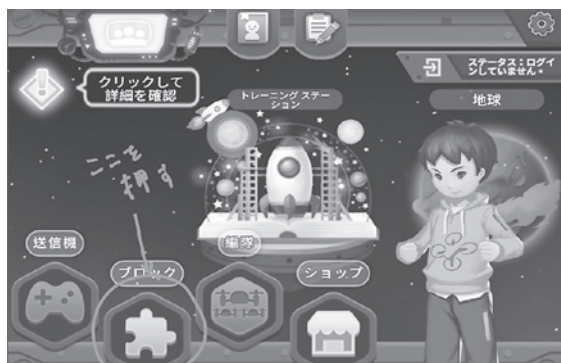 クリックして
詳細を確認
トレーニング ステー
ション
ステータス：ログイ
ンしていません。
地球
ここを
押す
送信機
ブロック
編隊
ショップ